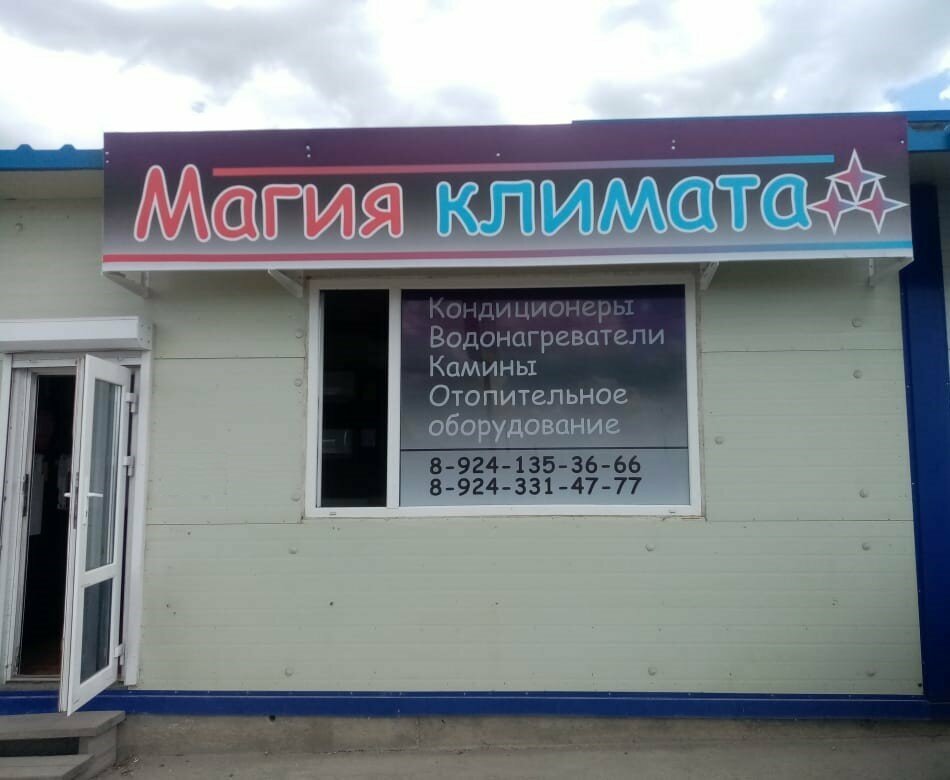 Магия климата
Кондиционеры
Водонагреватели
Камины
Отопительное
оборудование
8-924-135-36-66
8-924-331-47-77